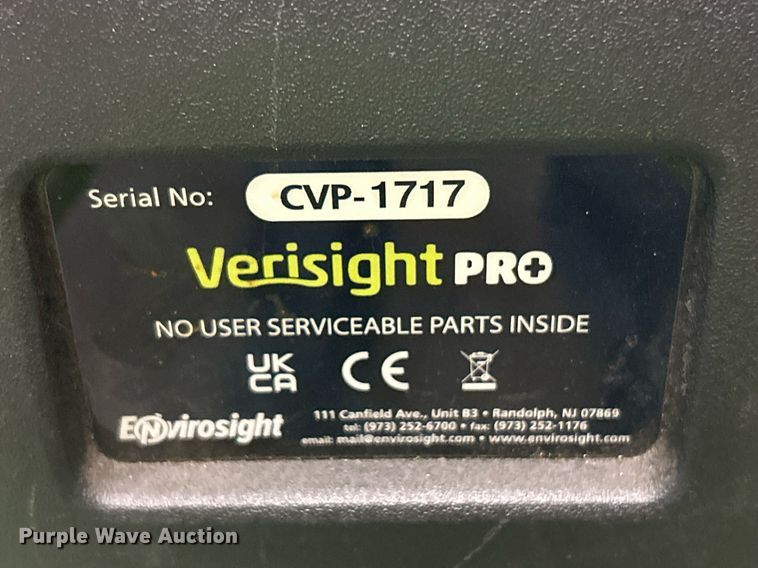 Serial No: CVP-1717
Verisight PRO+
NO USER SERVICEABLE PARTS INSIDE
UK
CA
CE
Envirosight
111 Canfield Ave., Unit B3 • Randolph, NJ 07869
tel: (973) 252-6700 • fax: (973) 252-1176
email: mail@envirosight.com • www.envirosight.com
Purple Wave Auction